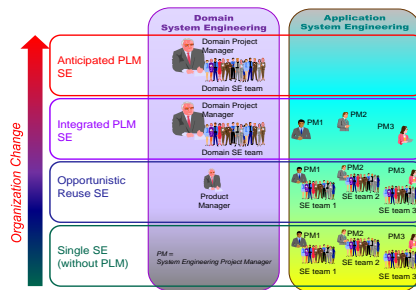 Domain
System Engineering
Application
System Engineering
Organization Change
Anticipated PLM
SE
Domain Project
Manager
Domain SE team
Integrated PLM
SE
Domain Project
Manager
Domain SE team
PM1
PM2
PM3
Opportunistic
Reuse SE
Product
Manager
PM1
PM2
PM3
SE team 1
SE team 2
SE team 3
Single SE
(without PLM)
PM =
System Engineering Project Manager
PM1
PM2
PM3
SE team 1
SE team 2
SE team 3